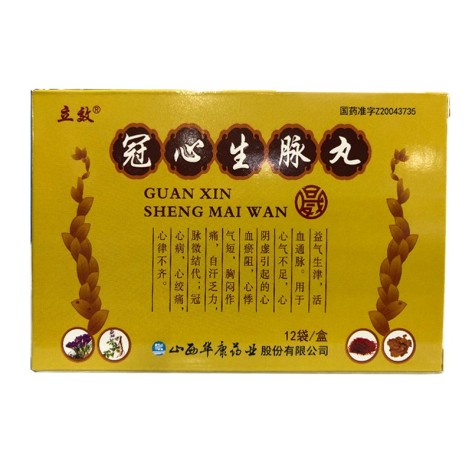 立效®
国药准字Z20043735
冠心生脉丸
GUAN XIN
SHENG MAI WAN
益气生津，活
血通脉。用于
心气不足，心
阴虚引起的心
血瘀阻，心悸
气短，胸闷作
痛，自汗乏力，
脉微结代；冠
心病，心绞痛，
心律不齐。
12袋/盒
山西华康药业股份有限公司